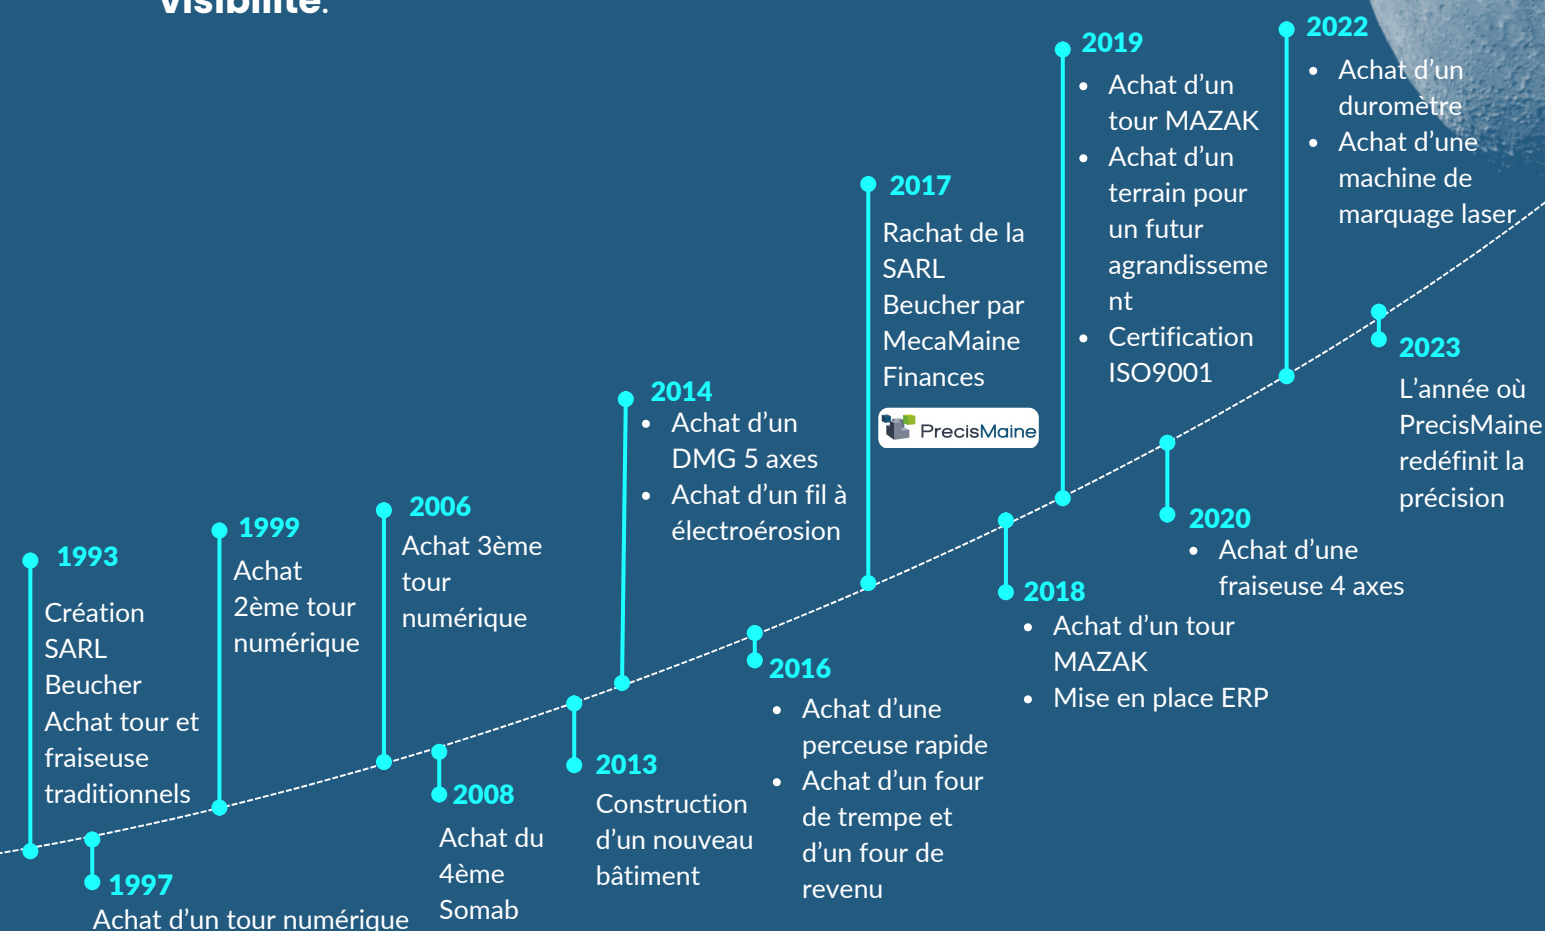 visibilité.
1993
Création
SARL
Beucher
Achat tour et
fraiseuse
traditionnels
1997
Achat d’un tour numérique
1999
Achat
2ème tour
numérique
2006
Achat 3ème
tour
numérique
2008
Achat du
4ème
Somab
2013
Construction
d’un nouveau
bâtiment
2014
• Achat d’un
DMG 5 axes
• Achat d’un fil à
électroérosion
2016
• Achat d’une
perceuse rapide
• Achat d’un four
de trempe et
d’un four de
revenu
2017
Rachat de la
SARL
Beucher par
MecaMaine
Finances
PrecisMaine
2018
• Achat d’un tour
MAZAK
• Mise en place ERP
2019
• Achat d’un
tour MAZAK
• Achat d’un
terrain pour
un futur
agrandisseme
nt
• Certification
ISO9001
2020
• Achat d’une
fraiseuse 4 axes
2022
• Achat d’un
duromètre
• Achat d’une
machine de
marquage laser
2023
L’année où
PrecisMaine
redéfinit la
précision